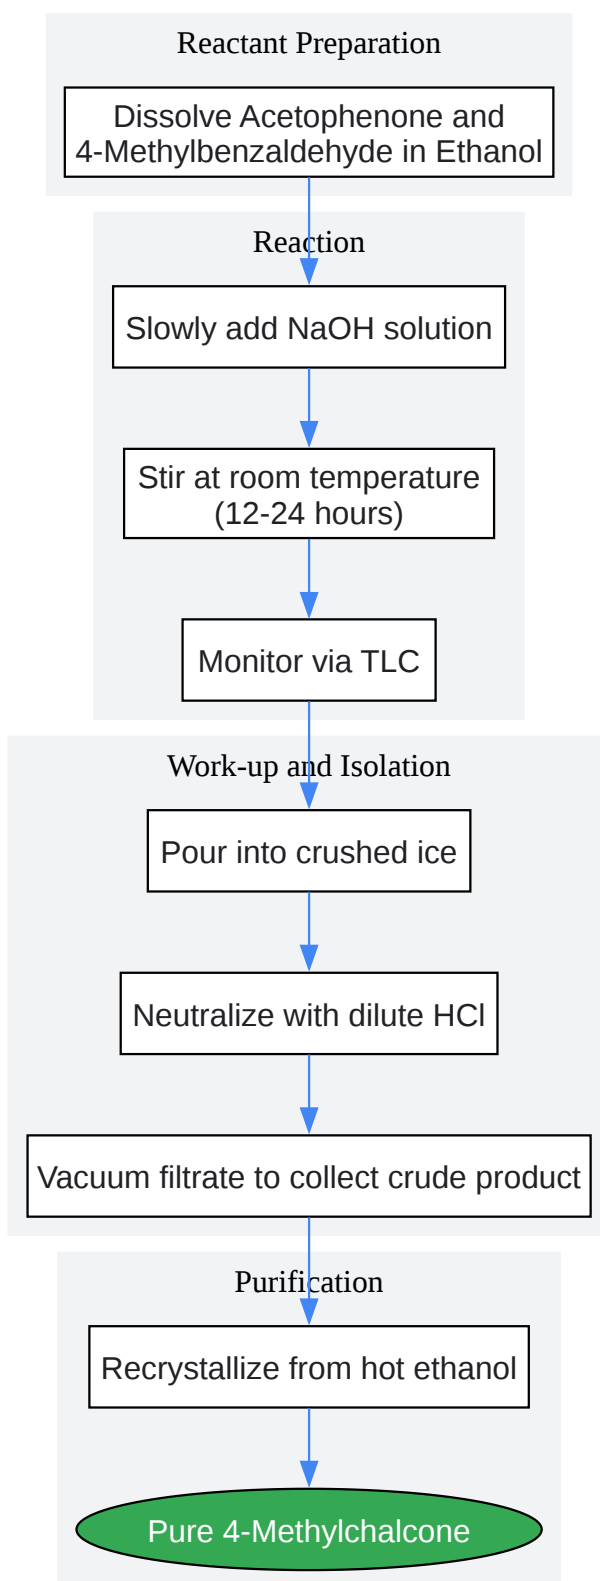 Reactant Preparation
Dissolve Acetophenone and
4-Methylbenzaldehyde in Ethanol
Reaction
Slowly add NaOH solution
Stir at room temperature
(12-24 hours)
Monitor via TLC
Work-up and Isolation
Pour into crushed ice
Neutralize with dilute HCl
Vacuum filtrate to collect crude product
Purification
Recrystallize from hot ethanol
Pure 4-Methylchalcone